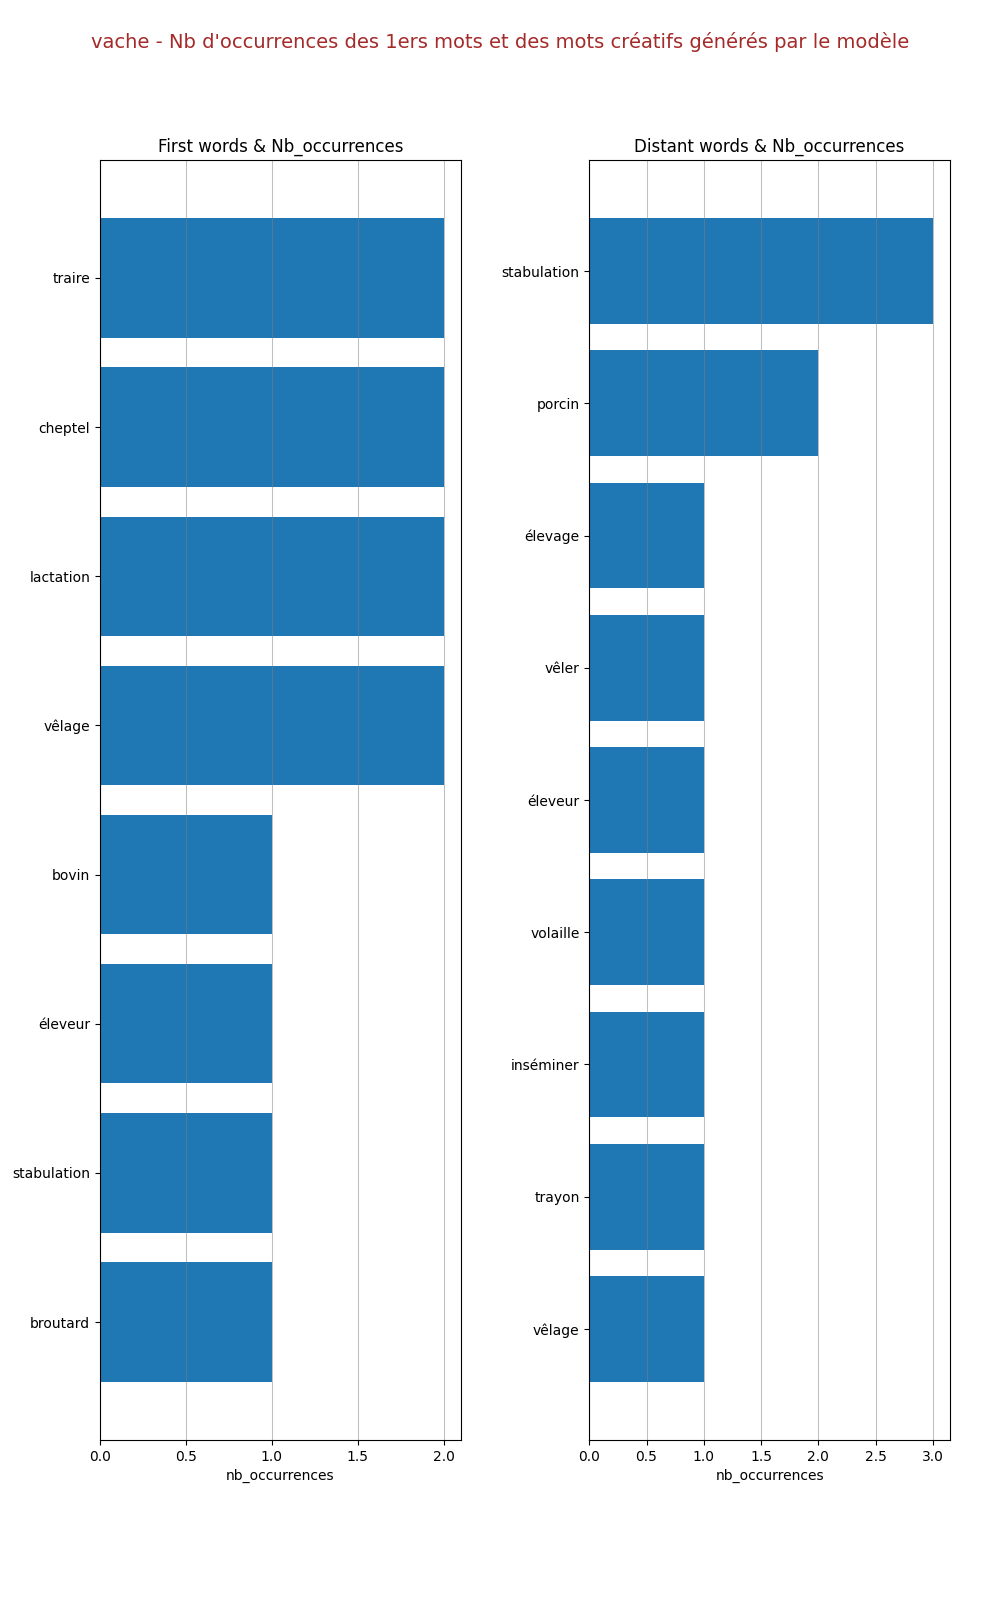 vache - Nb d'occurrences des 1ers mots et des mots créatifs générés par le modèle
First words & Nb_occurrences
traire
cheptel
lactation
vêlage
bovin
éleveur
stabulation
broutard
0.0 0.5 1.0 1.5 2.0
nb_occurrences
Distant words & Nb_occurrences
stabulation
porcin
élevage
vêler
éleveur
volaille
inséminer
trayon
vêlage
0.0 0.5 1.0 1.5 2.0 2.5 3.0
nb_occurrences